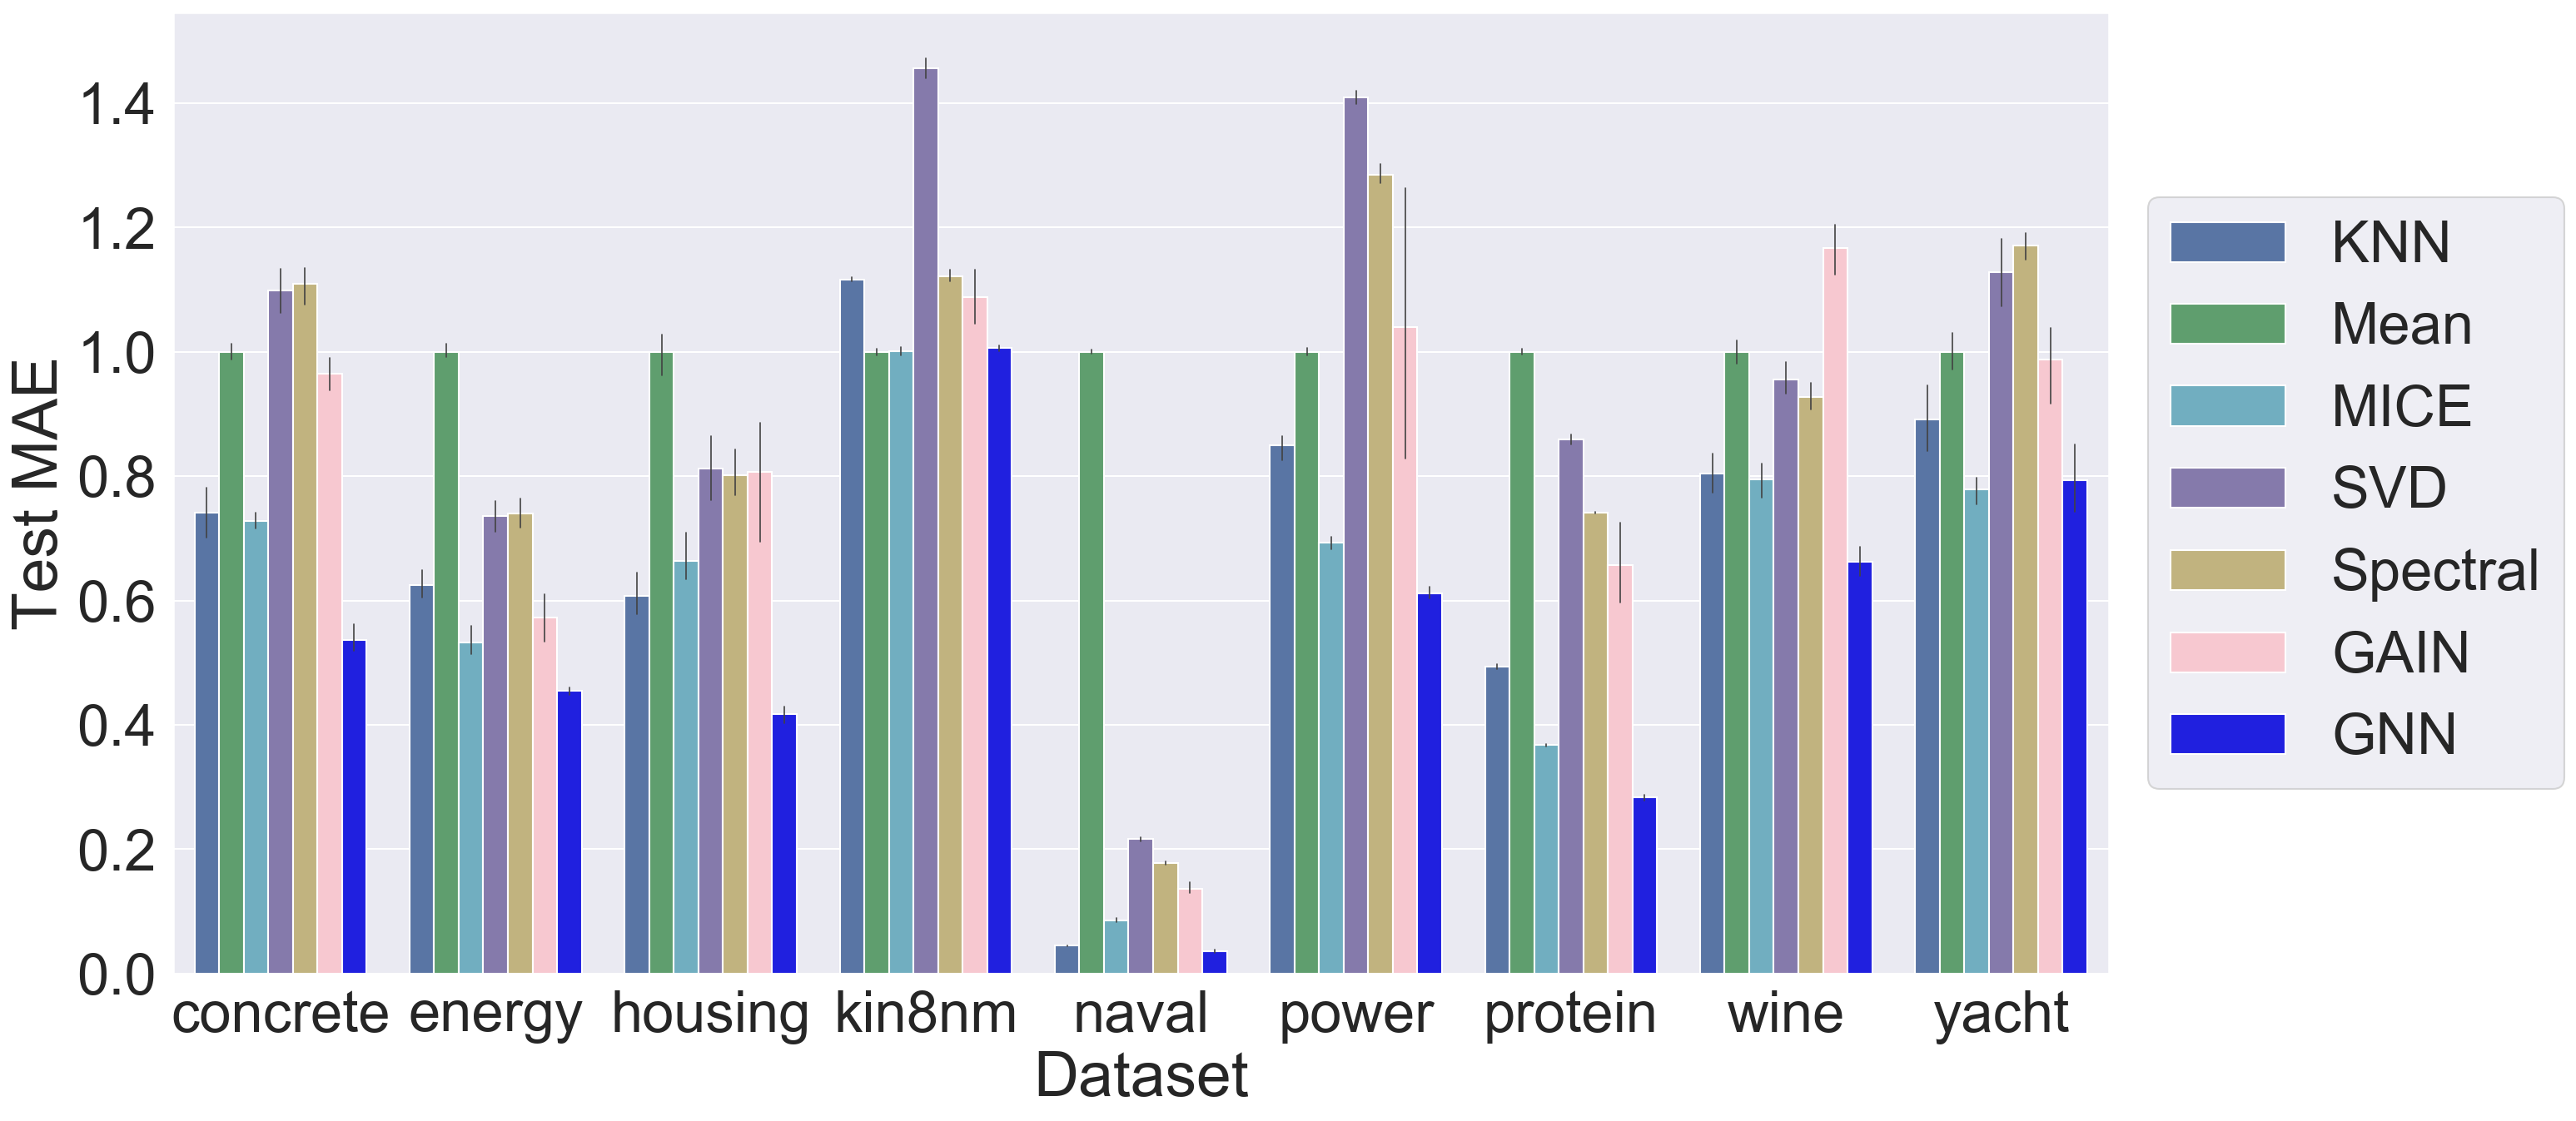 Test MAE
1.4
1.2
1.0
0.8
0.6
0.4
0.2
0.0
concrete energy housing kin8nm naval power protein wine yacht
Dataset
KNN
Mean
MICE
SVD
Spectral
GAIN
GNN